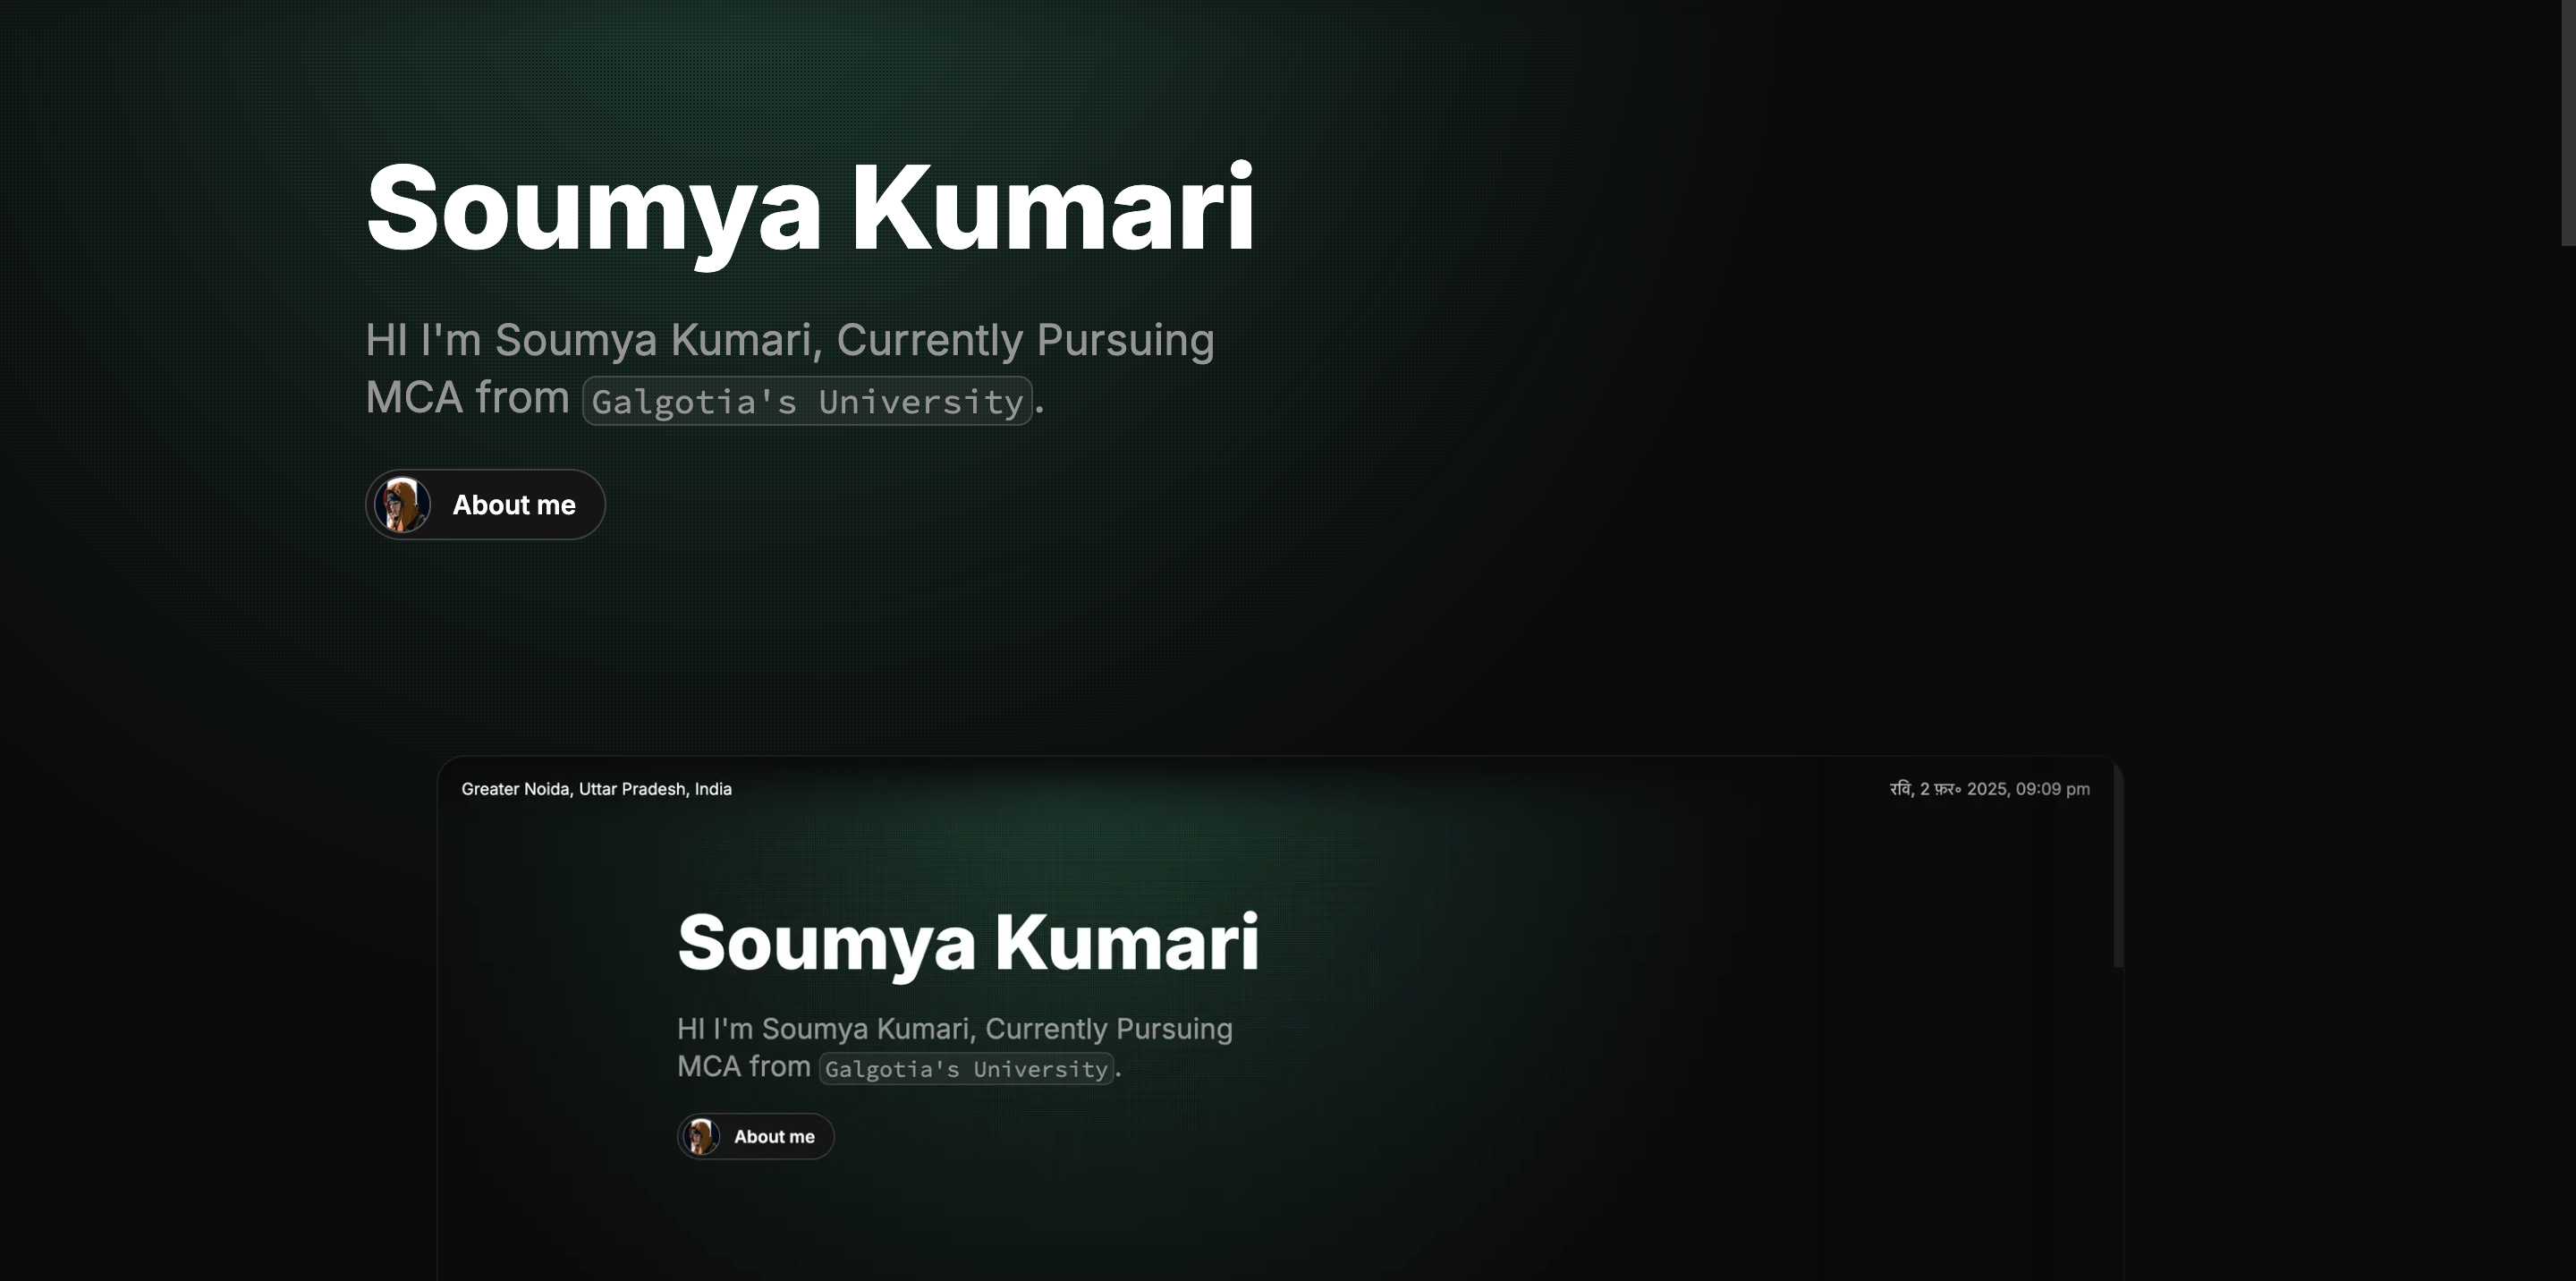 Soumya Kumari
HI I'm Soumya Kumari, Currently Pursuing
MCA from Galgotia's University.
About me
Greater Noida, Uttar Pradesh, India
रवि, 2 फ़र॰ 2025, 09:09 pm
Soumya Kumari
HI I'm Soumya Kumari, Currently Pursuing
MCA from Galgotia's University.
About me